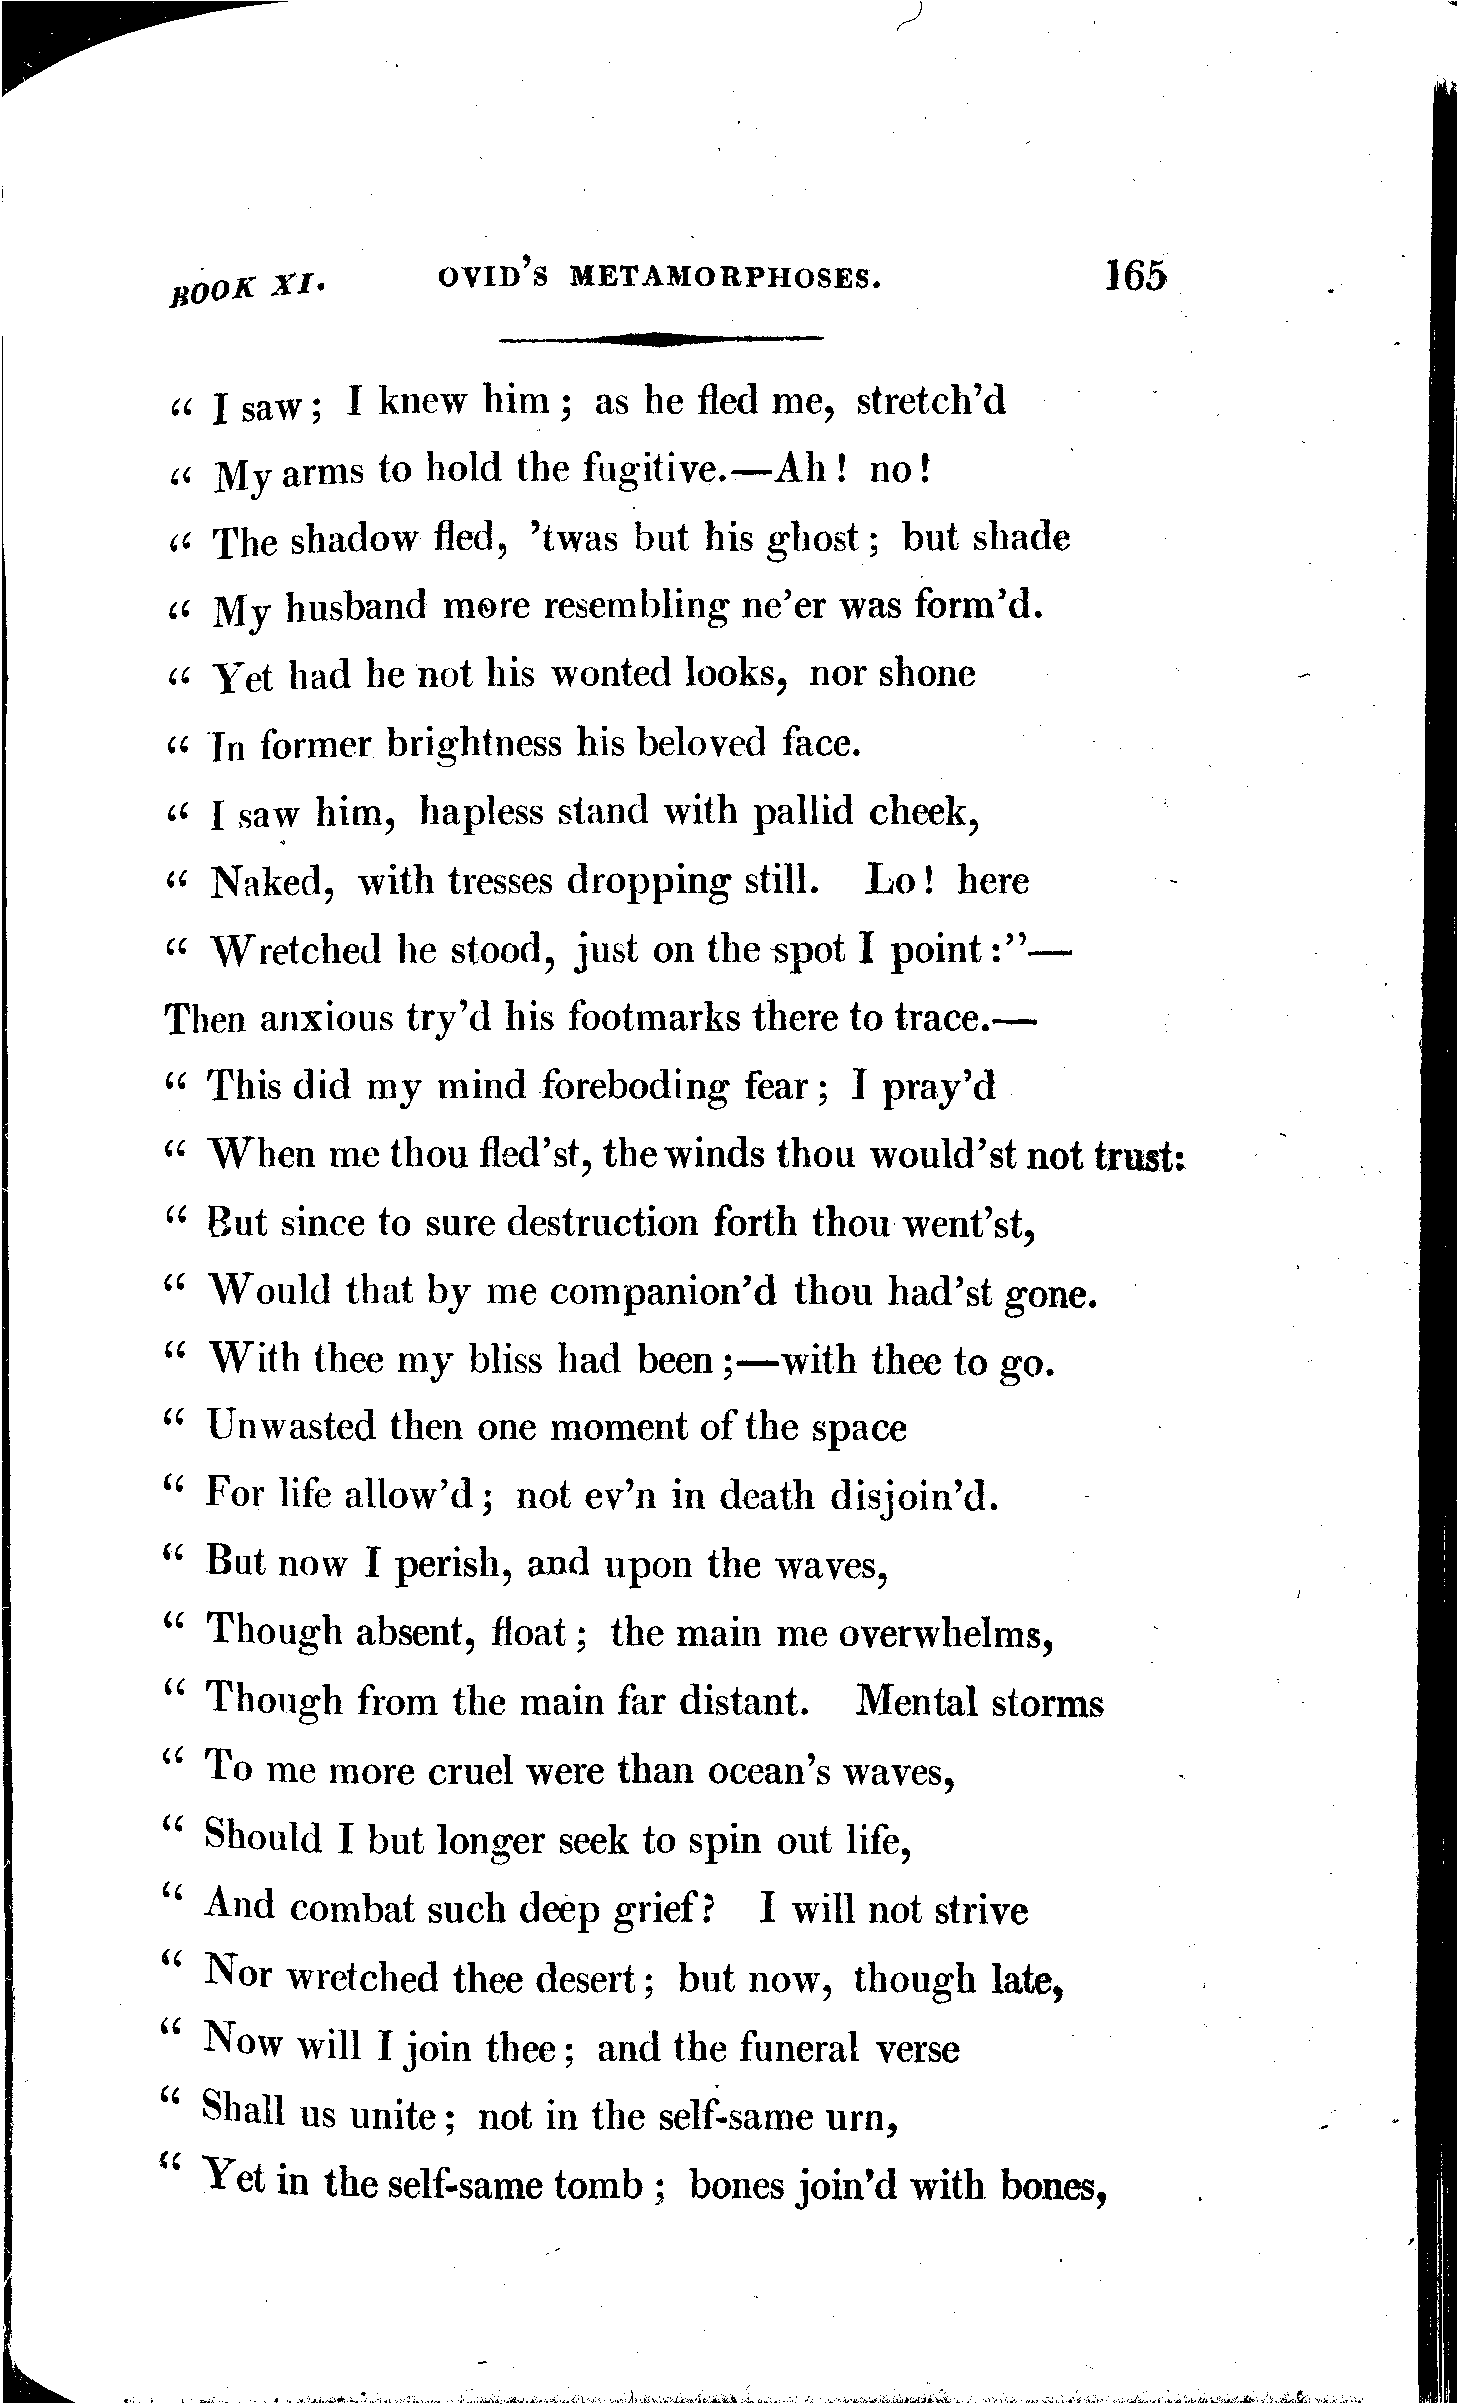 BOOK XI. OVID'S METAMORPHOSES. 165
“ I saw; I knew him; as he fled me, stretch'd
“ My arms to hold the fugitive.—Ah! no!
“ The shadow fled, 'twas but his ghost; but shade
“ My husband more resembling ne'er was form'd.
“ Yet had he not his wonted looks, nor shone
“ In former brightness his beloved face.
“ I saw him, hapless stand with pallid cheek,
“ Naked, with tresses dropping still. Lo! here
“ Wretched he stood, just on the spot I point:”—
Then anxious try'd his footmarks there to trace.—
“ This did my mind foreboding fear; I pray'd
“ When me thou fled'st, the winds thou would'st not trust:
“ But since to sure destruction forth thou went'st,
“ Would that by me companion'd thou had'st gone.
“ With thee my bliss had been;—with thee to go.
“ Unwasted then one moment of the space
“ For life allow'd; not ev'n in death disjoin'd.
“ But now I perish, and upon the waves,
“ Though absent, float; the main me overwhelms,
“ Though from the main far distant. Mental storms
“ To me more cruel were than ocean's waves,
“ Should I but longer seek to spin out life,
“ And combat such deep grief? I will not strive
“ Nor wretched thee desert; but now, though late,
“ Now will I join thee; and the funeral verse
“ Shall us unite; not in the self-same urn,
“ Yet in the self-same tomb; bones join'd with bones,